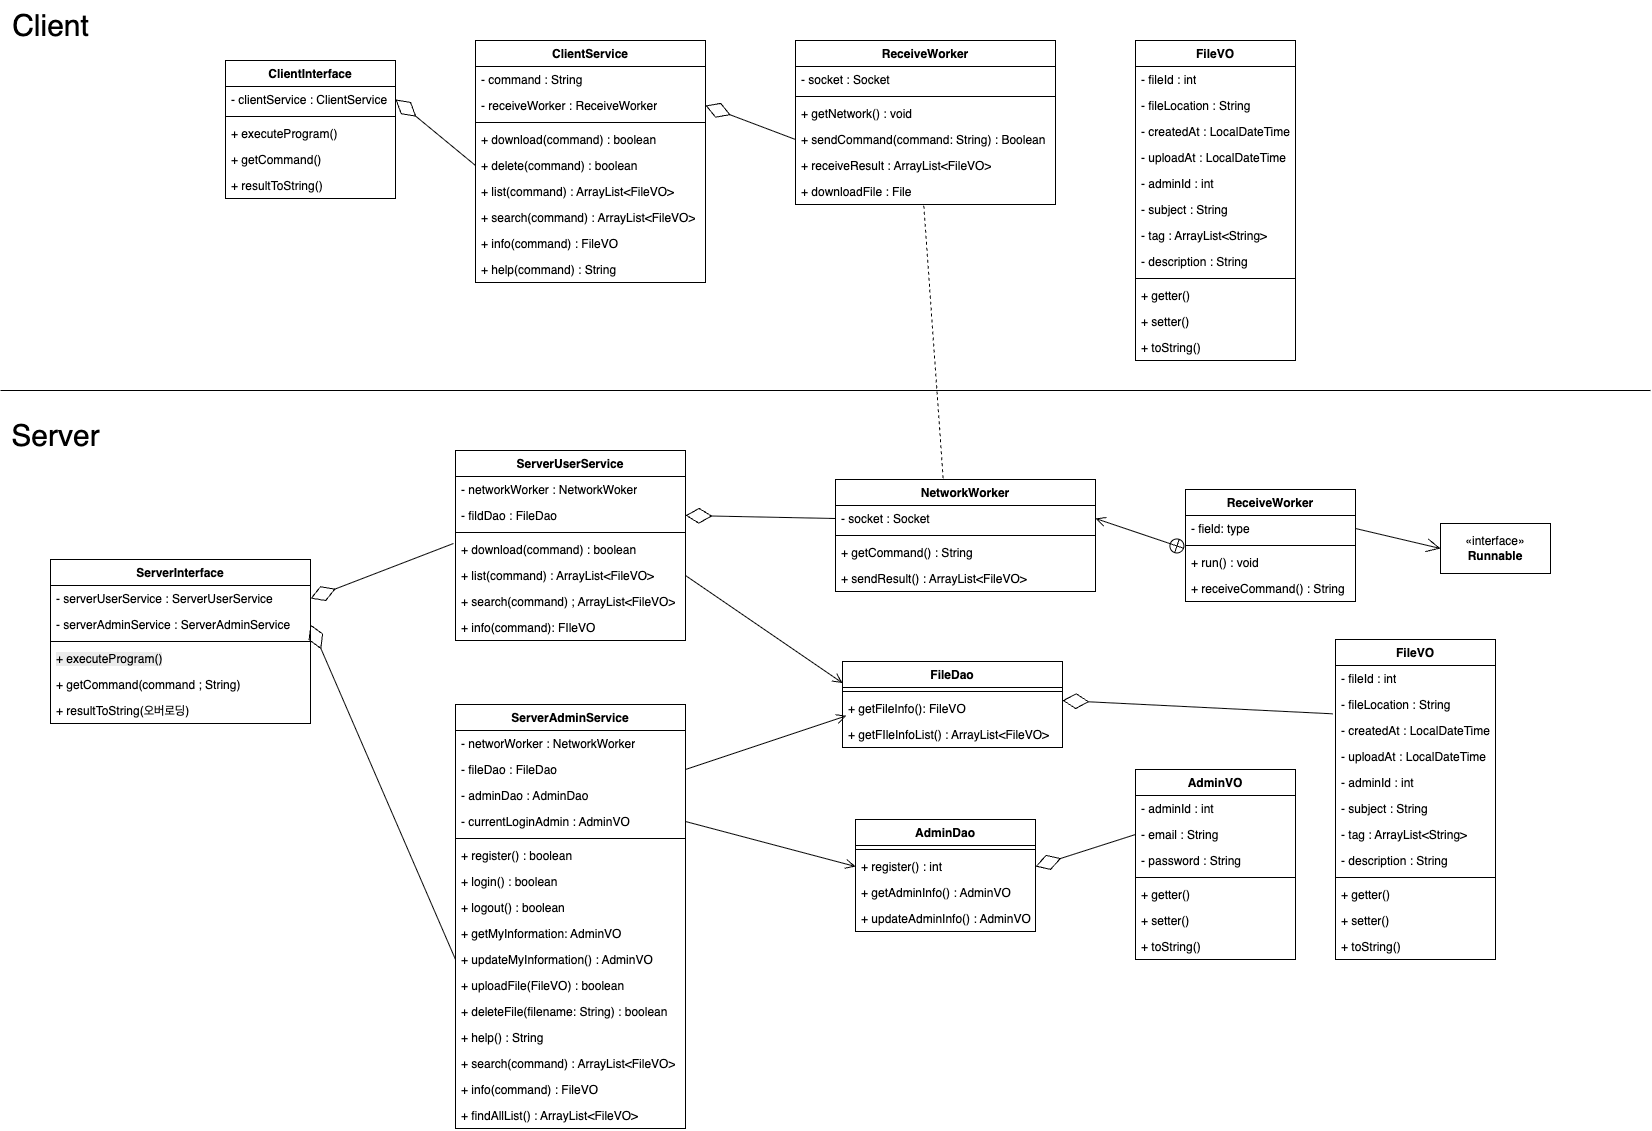 Client
ClientInterface
- clientService : ClientService
+ executeProgram()
+ getCommand()
+ resultToString()
ClientService
- command : String
- receiveWorker : ReceiveWorker
+ download(command) : boolean
+ delete(command) : boolean
+ list(command) : ArrayList<FileVO>
+ search(command) : ArrayList<FileVO>
+ info(command) : FileVO
+ help(command) : String
ReceiveWorker
- socket : Socket
+ getNetwork() : void
+ sendCommand(command: String) : Boolean
+ receiveResult : ArrayList<FileVO>
+ downloadFile : File
FileVO
- fileId : int
- fileLocation : String
- createdAt : LocalDateTime
- uploadAt : LocalDateTime
- adminId : int
- subject : String
- tag : ArrayList<String>
- description : String
+ getter()
+ setter()
+ toString()
Server
ServerInterface
- serverUserService : ServerUserService
- serverAdminService : ServerAdminService
+ executeProgram()
+ getCommand(command ; String)
+ resultToString(오버로딩)
ServerUserService
- networkWorker : NetworkWoker
- fildDao : FileDao
+ download(command) : boolean
+ list(command) : ArrayList<FileVO>
+ search(command) ; ArrayList<FileVO>
+ info(command): FIleVO
ServerAdminService
- networWorker : NetworkWorker
- fileDao : FileDao
- adminDao : AdminDao
- currentLoginAdmin : AdminVO
+ register() : boolean
+ login() : boolean
+ logout() : boolean
+ getMyInformation: AdminVO
+ updateMyInformation() : AdminVO
+ uploadFile(FileVO) : boolean
+ deleteFile(filename: String) : boolean
+ help() : String
+ search(command) : ArrayList<FileVO>
+ info(command) : FileVO
+ findAllList() : ArrayList<FileVO>
NetworkWorker
- socket : Socket
+ getCommand() : String
+ sendResult() : ArrayList<FileVO>
ReceiveWorker
- field: type
+ run() : void
+ receiveCommand() : String
«interface»
Runnable
FileDao
+ getFileInfo(): FileVO
+ getFIleInfoList() : ArrayList<FileVO>
AdminDao
+ register() : int
+ getAdminInfo() : AdminVO
+ updateAdminInfo() : AdminVO
AdminVO
- adminId : int
- email : String
- password : String
+ getter()
+ setter()
+ toString()
FileVO
- fileId : int
- fileLocation : String
- createdAt : LocalDateTime
- uploadAt : LocalDateTime
- adminId : int
- subject : String
- tag : ArrayList<String>
- description : String
+ getter()
+ setter()
+ toString()